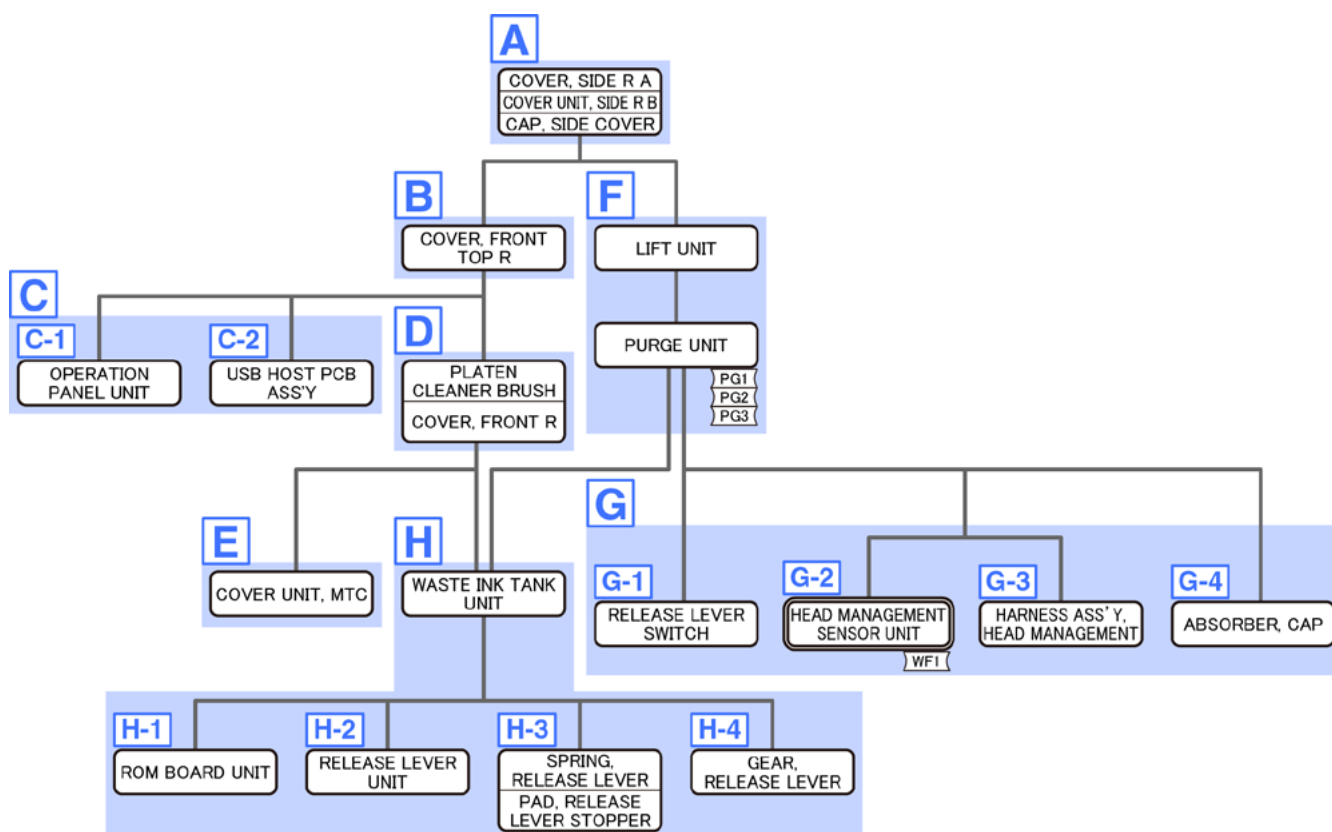 A
COVER, SIDE R A
COVER UNIT, SIDE R B
CAP, SIDE COVER
B
COVER, FRONT
TOP R
F
LIFT UNIT
PURGE UNIT
PG1
PG2
PG3
C
C-1
OPERATION
PANEL UNIT
C-2
USB HOST PCB
ASS'Y
D
PLATEN
CLEANER BRUSH
COVER, FRONT R
E
COVER UNIT, MTC
H
WASTE INK TANK
UNIT
G
G-1
RELEASE LEVER
SWITCH
G-2
HEAD MANAGEMENT
SENSOR UNIT
WF1
G-3
HARNESS ASS'Y,
HEAD MANAGEMENT
G-4
ABSORBER, CAP
H-1
ROM BOARD UNIT
H-2
RELEASE LEVER
UNIT
H-3
SPRING,
RELEASE LEVER
PAD, RELEASE
LEVER STOPPER
H-4
GEAR,
RELEASE LEVER